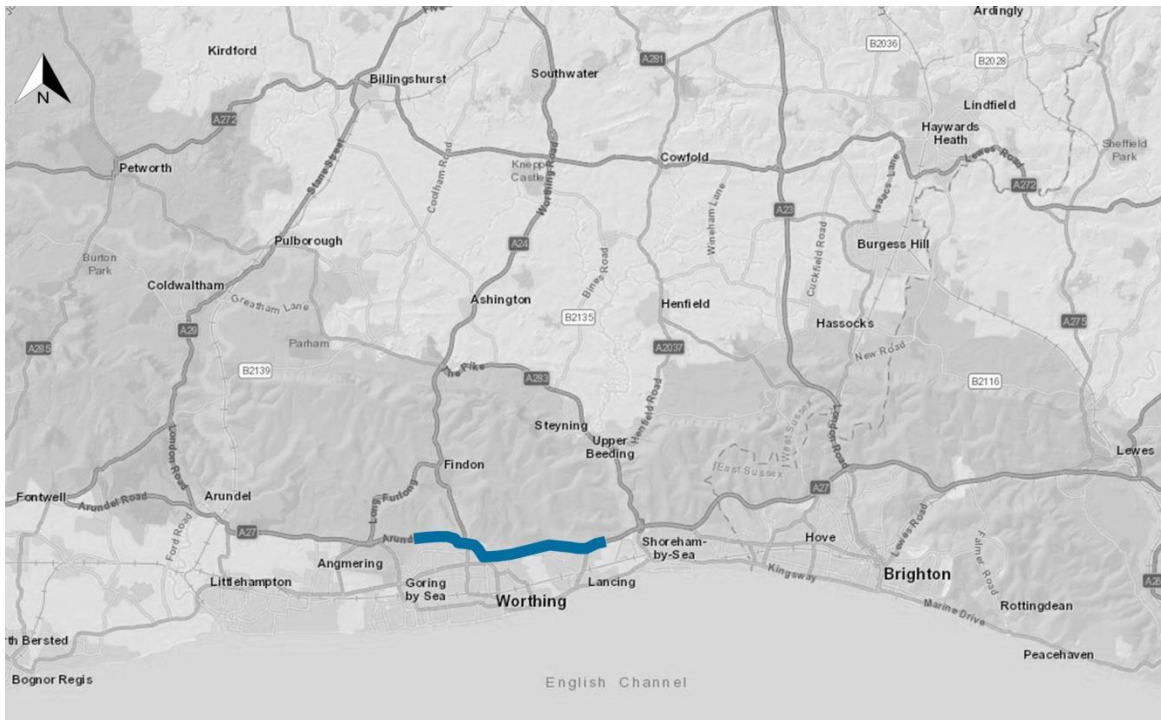 Ardingly
Kirdford
Five
B2036
A281
B2028
Billingshurst
Southwater
Lindfield
A272
Haywards
Heath
Sheffield
Park
Petworth
Knepp
Castle
Cowfold
Lewes Road
Stane Street
Coolham Road
Worthing Road
Wineham Lane
Isaacs Lane
A272
A23
Pulborough
A24
Cuckfield Road
Burgess Hill
Burton
Park
Bines Road
Coldwaltham
Greatham Lane
Ashington
Henfield
B2135
Hassocks
A275
A29
Parham
A285
A2037
New Road
B2139
The Pike
A283
B2116
London Road
Steyning
Henfield Road
West Sussex
London Road
Upper
Beeding
Lewes
Findon
East Sussex
A27
Fontwell
Arundel Road
Arundel
Long Furlong
Ford Road
A27
Arund
Shoreham-
by-Sea
Hove
Lewes Road
Falmer Road
Angmering
Littlehampton
Goring
by Sea
Lancing
Kingsway
Brighton
A26
Worthing
Marine Drive
Rottingdean
rth Bersted
Peacehaven
Bognor Regis
English Channel
N